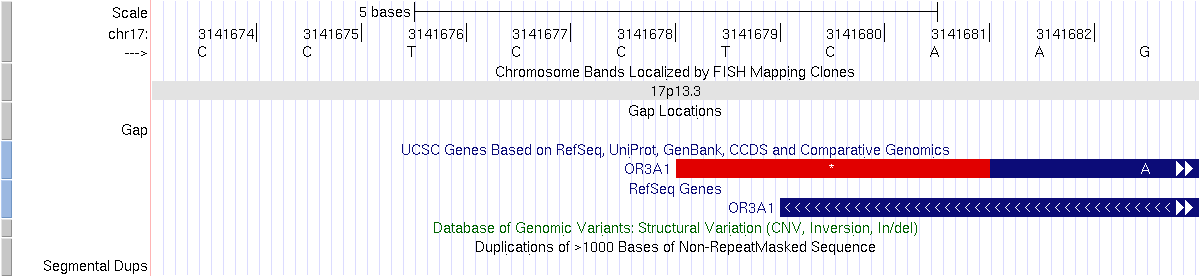 Scale 5 bases
chr17: 3141674 3141675 3141676 3141677 3141678 3141679 3141680 3141681 3141682
---> C C T C C T C A A G
Chromosome Bands Localized by FISH Mapping Clones
17p13.3
Gap Locations
Gap
UCSC Genes Based on RefSeq, UniProt, GenBank, CCDS and Comparative Genomics
OR3A1 * A
RefSeq Genes
OR3A1
Database of Genomic Variants: Structural Variation (CNV, Inversion, In/del)
Duplications of >1000 Bases of Non-RepeatMasked Sequence
Segmental Dups